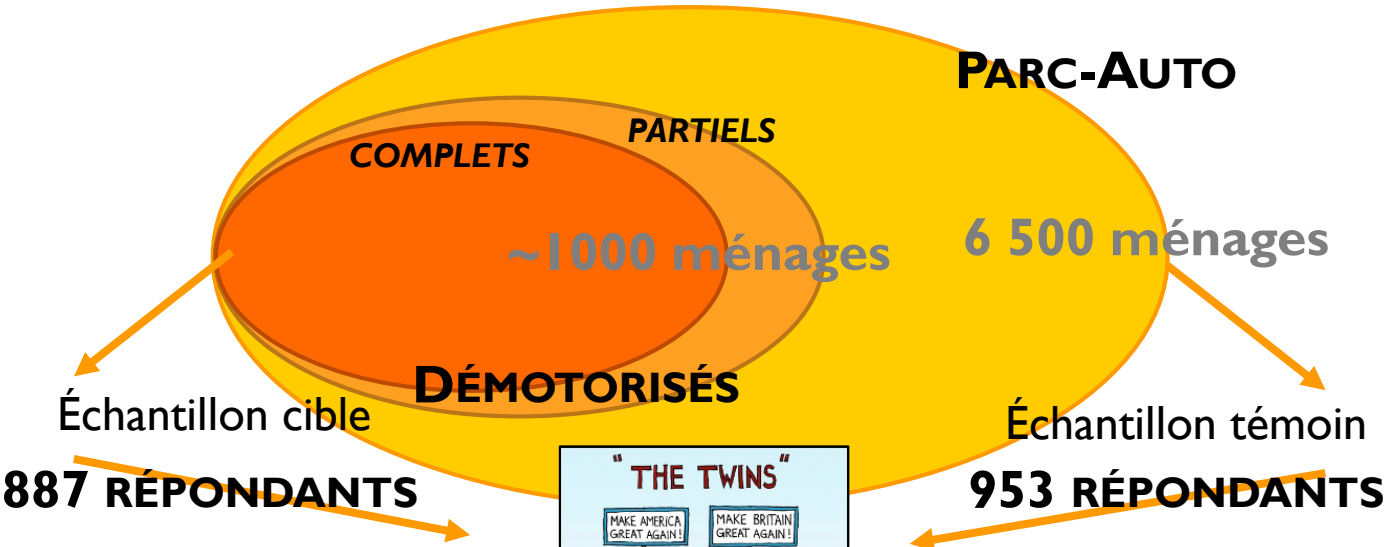 PARC-AUTO
PARTIELS
COMPLETS
~1000 ménages
6 500 ménages
DÉMOTORISÉS
Échantillon cible
887 RÉPONDANTS
Échantillon témoin
953 RÉPONDANTS
"THE TWINS"
MAKE AMERICA
GREAT AGAIN!
MAKE BRITAIN
GREAT AGAIN!